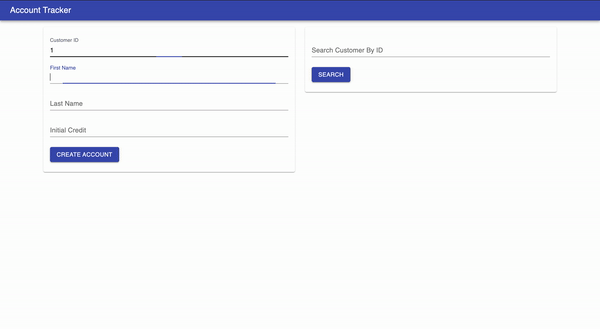 Account Tracker
Customer ID
1
First Name
Last Name
Initial Credit
CREATE ACCOUNT
Search Customer By ID
SEARCH